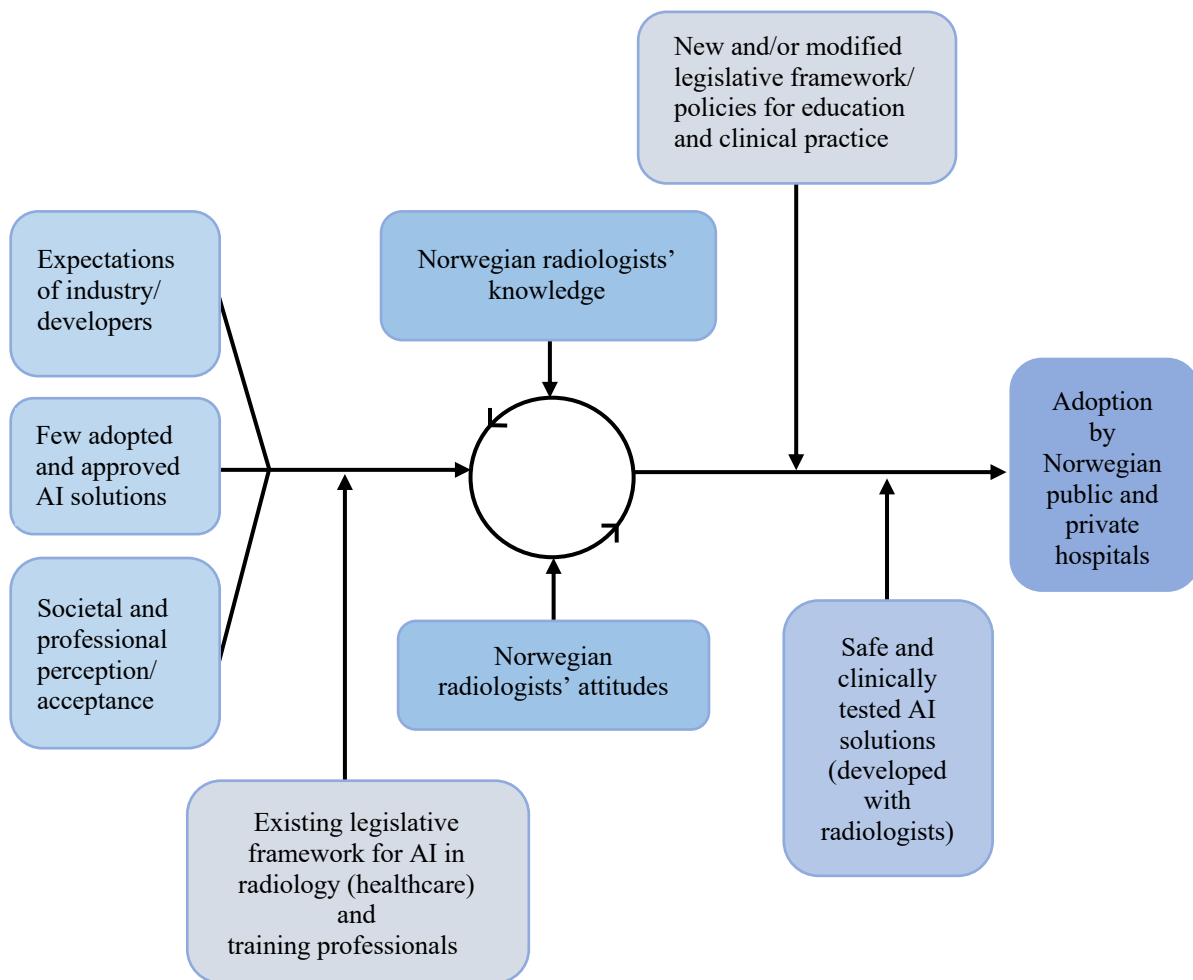 New and/or modified
legislative framework/
policies for education
and clinical practice
Expectations
of industry/
developers
Norwegian radiologists’
knowledge
Few adopted
and approved
AI solutions
Adoption
by
Norwegian
public and
private
hospitals
Societal and
professional
perception/
acceptance
Norwegian
radiologists’ attitudes
Safe and
clinically
tested AI
solutions
(developed
with
radiologists)
Existing legislative
framework for AI in
radiology (healthcare)
and
training professionals